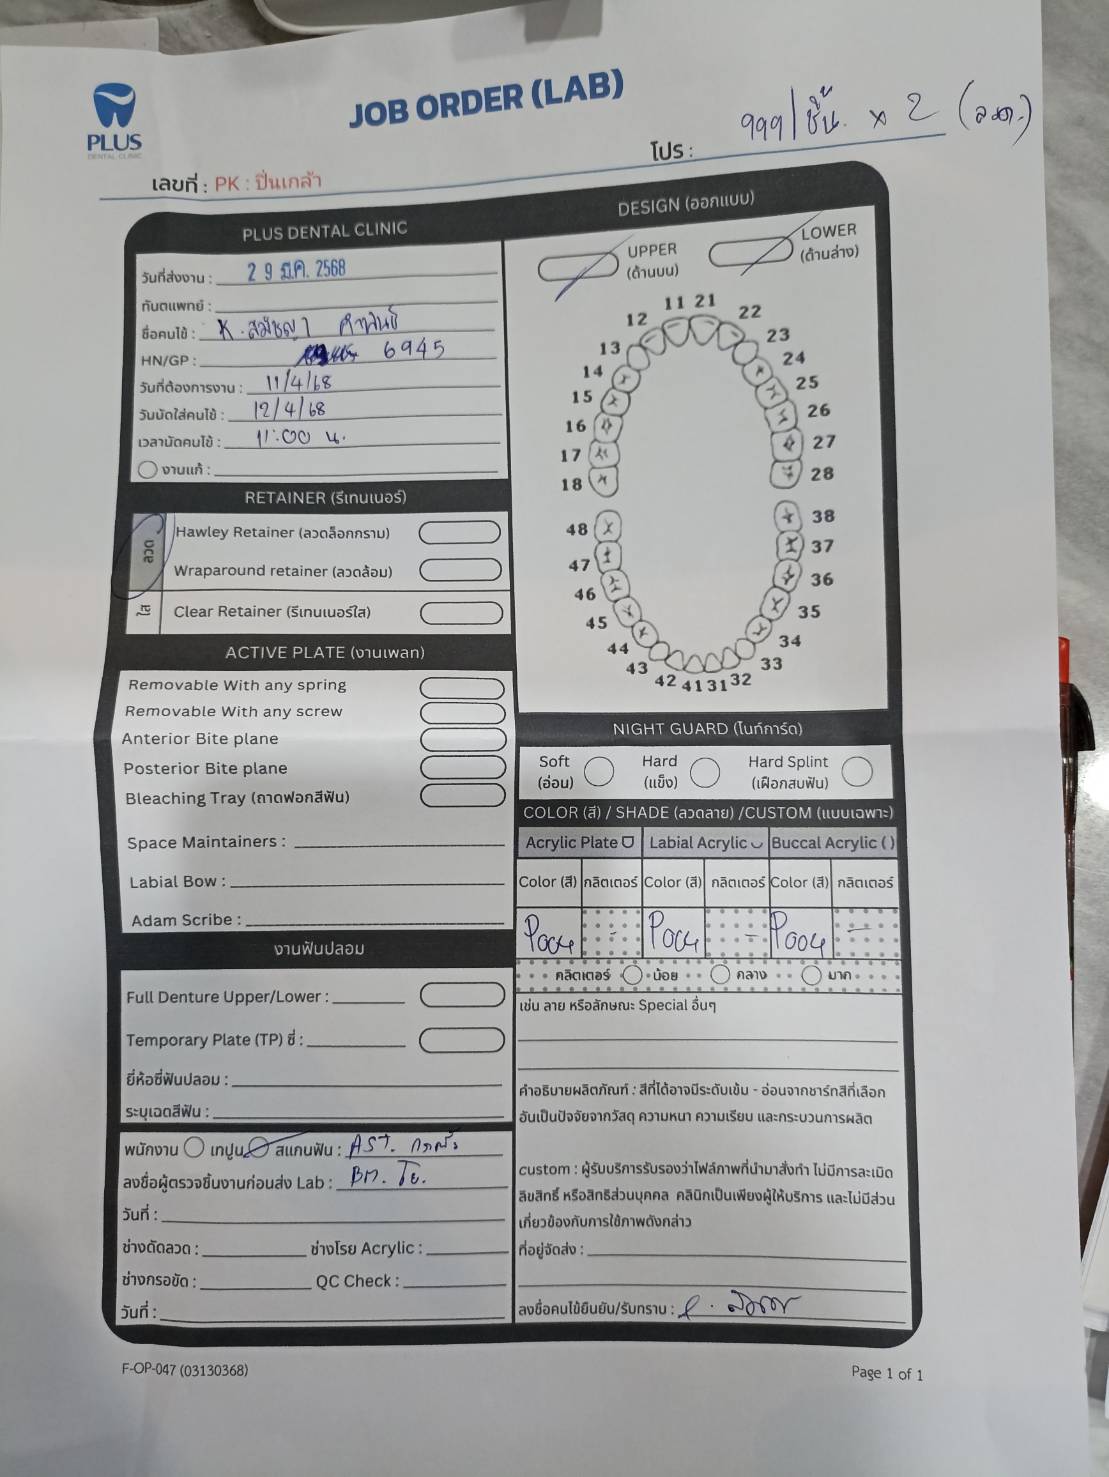 JOB ORDER (LAB)
PLUS
DENTAL CLINIC
โปร : 999/ชิ้น. x 2
เลขที่ : PK : ปิ่นเกล้า
PLUS DENTAL CLINIC
วันที่ส่งงาน : 29 มี.ค. 2568
ทันตแพทย์ :
ชื่อคนไข้ : K.
HN/GP : 6945
วันที่ต้องการงาน : 11/4/68
วันนัดใส่คนไข้ : 12/4/68
เวลานัดคนไข้ : 11:00 น.
งานแก้ :
RETAINER (รีเทนเนอร์)
ลวด
Hawley Retainer (ลวดล็อกกราม)
Wraparound retainer (ลวดอ้อม)
ใส
Clear Retainer (รีเทนเนอร์ใส)
ACTIVE PLATE (งานเพลท)
Removable With any spring
Removable With any screw
Anterior Bite plane
Posterior Bite plane
Bleaching Tray (ถาดฟอกสีฟัน)
Space Maintainers :
Labial Bow :
Adam Scribe :
งานฟันปลอม
Full Denture Upper/Lower :
Temporary Plate (TP) ซี่ :
ยี่ห้อซี่ฟันปลอม :
ระบุเฉดสีฟัน :
พนักงาน เทปูน สแกนฟัน : AST.
ลงชื่อผู้ตรวจชิ้นงานก่อนส่ง Lab :
วันที่ :
ช่างดัดลวด : ช่างโรย Acrylic :
ช่างกรอขัด : QC Check :
วันที่ :
DESIGN (ออกแบบ)
UPPER
(ด้านบน)
LOWER
(ด้านล่าง)
11 21
12 22
13 23
14 24
15 25
16 26
17 27
18 28
48 38
47 37
46 36
45 35
44 34
43 33
42 41 31 32
NIGHT GUARD (ไนท์การ์ด)
Soft
(อ่อน)
Hard
(แข็ง)
Hard Splint
(เฝือกสบฟัน)
COLOR (สี) / SHADE (ลวดลาย) /CUSTOM (แบบเฉพาะ)
Acrylic Plate Labial Acrylic Buccal Acrylic ( )
Color (สี) กลิตเตอร์ Color (สี) กลิตเตอร์ Color (สี) กลิตเตอร์
P004 - P004 - P004 -
กลิตเตอร์ น้อย กลาง มาก
เช่น ลาย หรือลักษณะ Special อื่นๆ
คำอธิบายผลิตภัณฑ์ : สีที่ได้อาจมีระดับเข้ม - อ่อนจากชาร์ทสีที่เลือก
อันเป็นปัจจัยจากวัสดุ ความหนา ความเรียบ และกระบวนการผลิต
custom : ผู้รับบริการรับรองว่าไฟล์ภาพที่นำมาสั่งทำ ไม่มีการละเมิด
ลิขสิทธิ์ หรือสิทธิส่วนบุคคล คลินิกเป็นเพียงผู้ให้บริการ และไม่มีส่วน
เกี่ยวข้องกับการใช้ภาพดังกล่าว
ที่อยู่จัดส่ง :
ลงชื่อคนไข้ยืนยัน/รับทราบ :
F-OP-047 (03130368)
Page 1 of 1